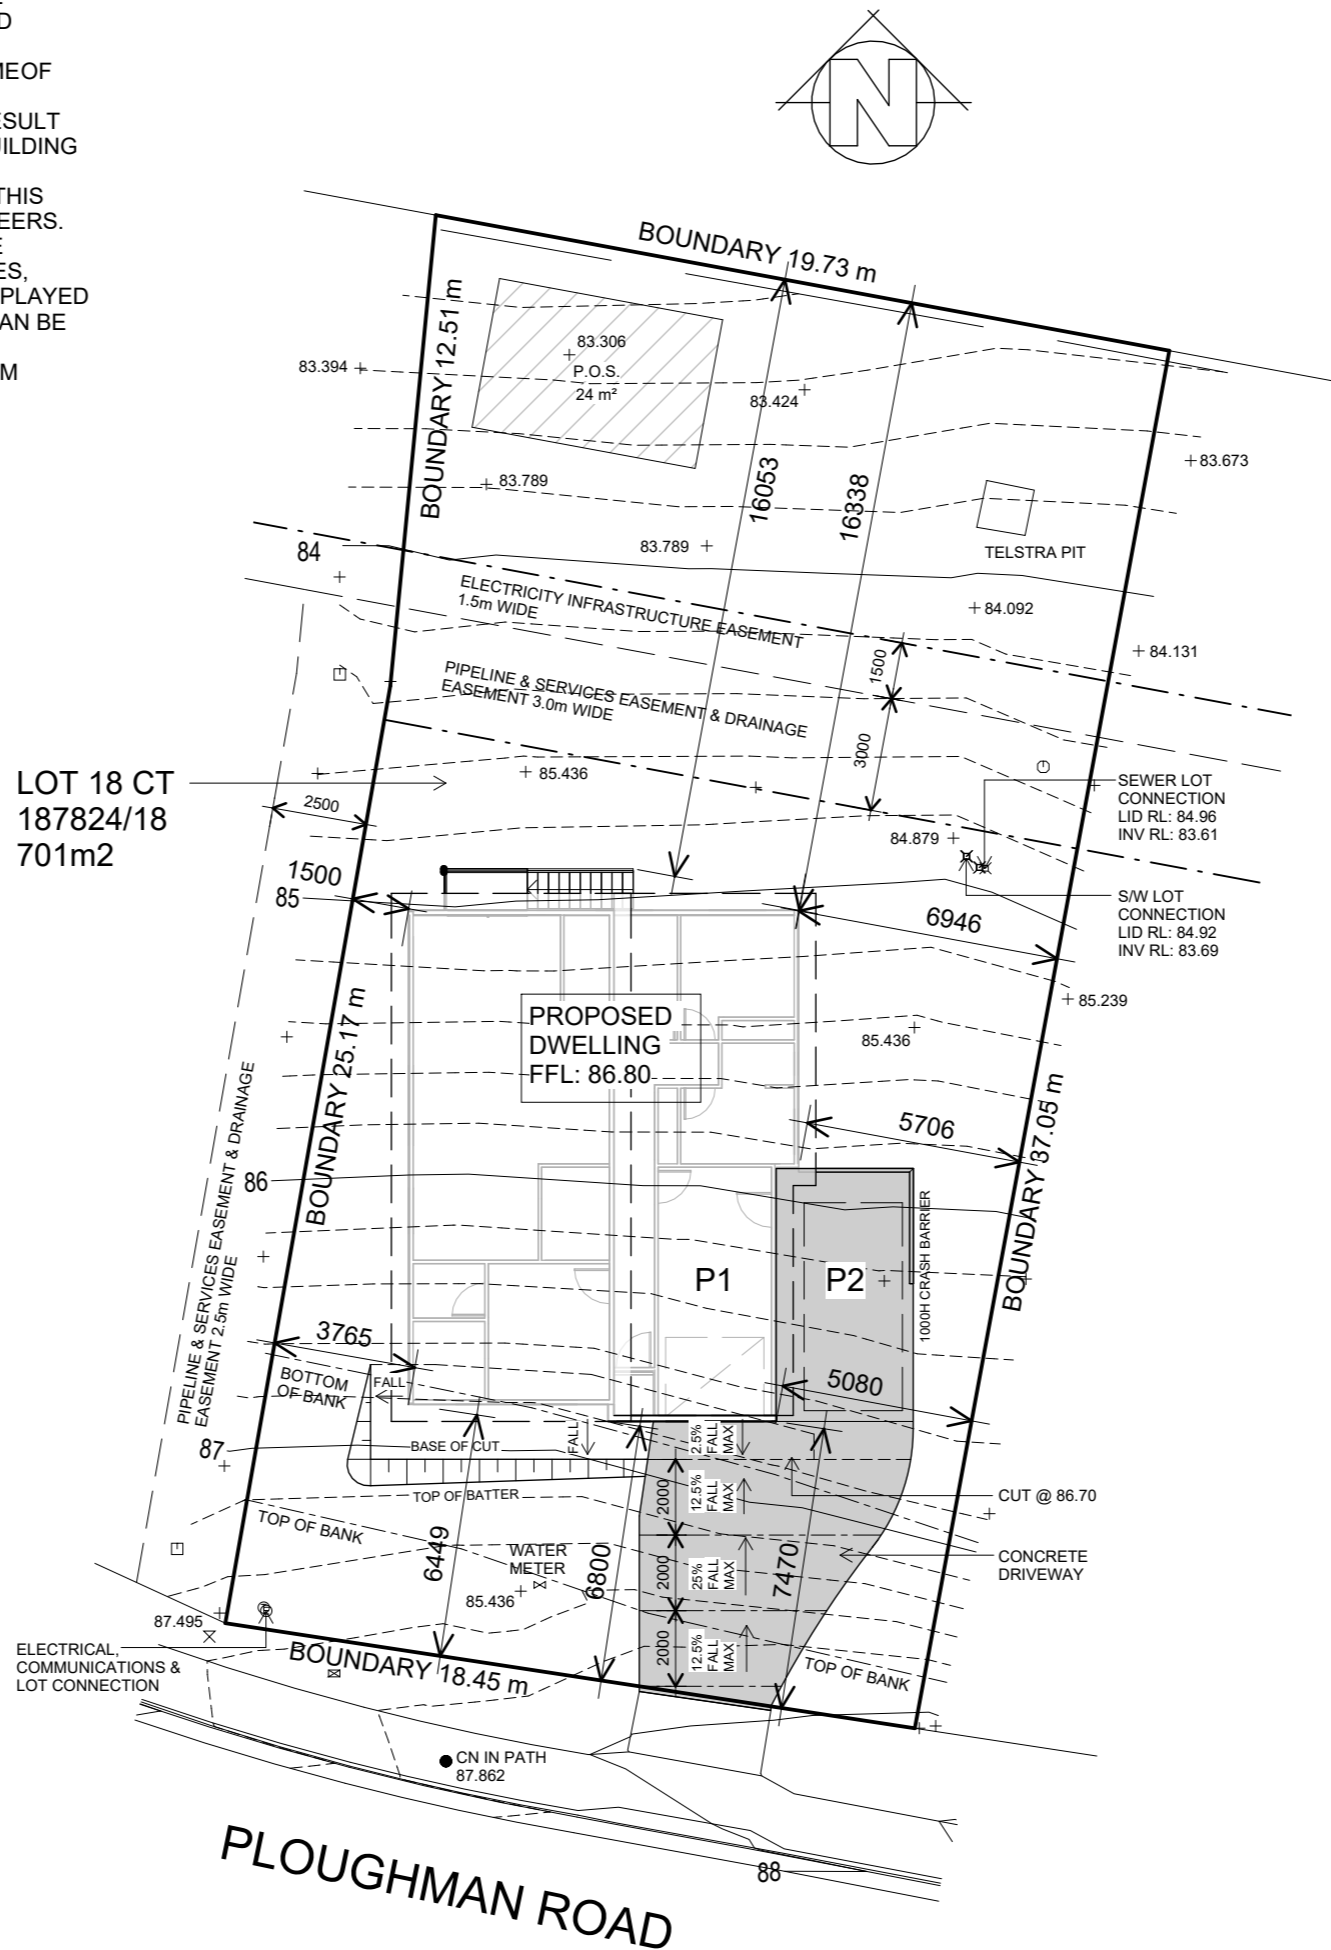 D
MEOF
ESULT
UILDING
THIS
EERS.
E
ES,
PLAYED
AN BE
M
N
BOUNDARY 19.73 m
BOUNDARY 12.51 m
83.306
P.O.S.
24 m²
83.394
83.424
83.673
83.789
16053
16338
83.789
TELSTRA PIT
84
84.092
84.131
ELECTRICITY INFRASTRUCTURE EASEMENT
1.5m WIDE
1500
PIPELINE & SERVICES EASEMENT & DRAINAGE
EASEMENT 3.0m WIDE
3000
LOT 18 CT
187824/18
701m2
85.436
2500
SEWER LOT
CONNECTION
LID RL: 84.96
INV RL: 83.61
84.879
1500
85
S/W LOT
CONNECTION
LID RL: 84.92
INV RL: 83.69
6946
85.239
PROPOSED
DWELLING
FFL: 86.80
85.436
BOUNDARY 25.17 m
5706
BOUNDARY 37.05 m
PIPELINE & SERVICES EASEMENT & DRAINAGE
EASEMENT 2.5m WIDE
86
P1
P2
1000H CRASH BARRIER
3765
BOTTOM
OF BANK
FALL
5080
87
BASE OF CUT
FALL
2.5%
FALL
MAX
TOP OF BATTER
2000
12.5%
FALL
MAX
CUT @ 86.70
TOP OF BANK
6449
WATER
METER
6800
2000
25%
FALL
MAX
7470
CONCRETE
DRIVEWAY
85.436
87.495
2000
12.5%
FALL
MAX
TOP OF BANK
ELECTRICAL,
COMMUNICATIONS &
LOT CONNECTION
BOUNDARY 18.45 m
CN IN PATH
87.862
88
PLOUGHMAN ROAD